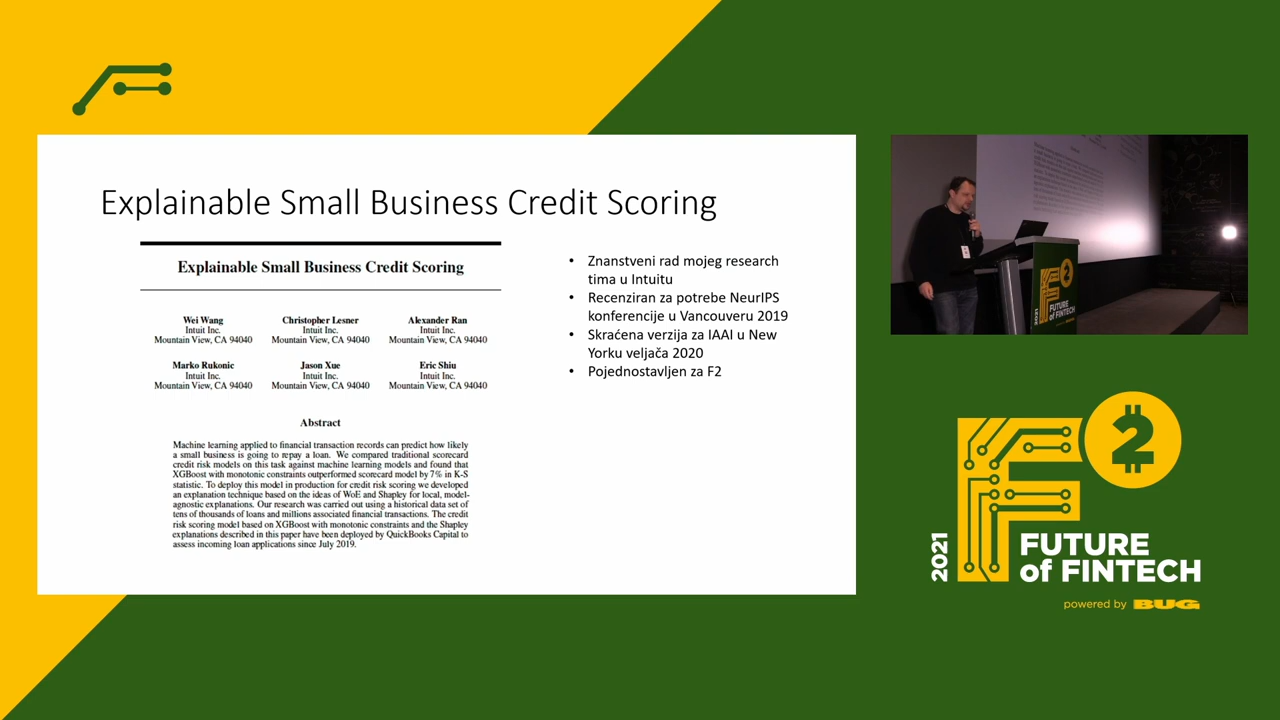 Explainable Small Business Credit Scoring
Explainable Small Business Credit Scoring
Wei Wang
Intuit Inc.
Mountain View, CA 94040
Christopher Lesner
Intuit Inc.
Mountain View, CA 94040
Alexander Ran
Intuit Inc.
Mountain View, CA 94040
Marko Rukonic
Intuit Inc.
Mountain View, CA 94040
Jason Xue
Intuit Inc.
Mountain View, CA 94040
Eric Shiu
Intuit Inc.
Mountain View, CA 94040
Abstract
Machine learning applied to financial transaction records can predict how likely
a small business is going to repay a loan. We compared traditional scorecard
credit risk models on this task against machine learning models and found that
XGBoost with monotonic constraints outperformed scorecard model by 7% in K-S
statistic. To deploy this model in production for credit risk scoring we developed
an explanation technique based on the ideas of WoE and Shapley for local, model-
agnostic explanations. Our research was carried out using a historical data set of
tens of thousands of loans and millions associated financial transactions. The credit
risk scoring model based on XGBoost with monotonic constraints and the Shapley
explanations described in this paper have been deployed by QuickBooks Capital to
assess incoming loan applications since July 2019.
• Znanstveni rad mojeg research
tima u Intuitu
• Recenziran za potrebe NeurIPS
konferencije u Vancouveru 2019
• Skraćena verzija za IAAI u New
Yorku veljača 2020
• Pojednostavljen za F2
2
FUTURE
of FINTECH
2021
2
2021
FUTURE
of FINTECH
powered by BUG